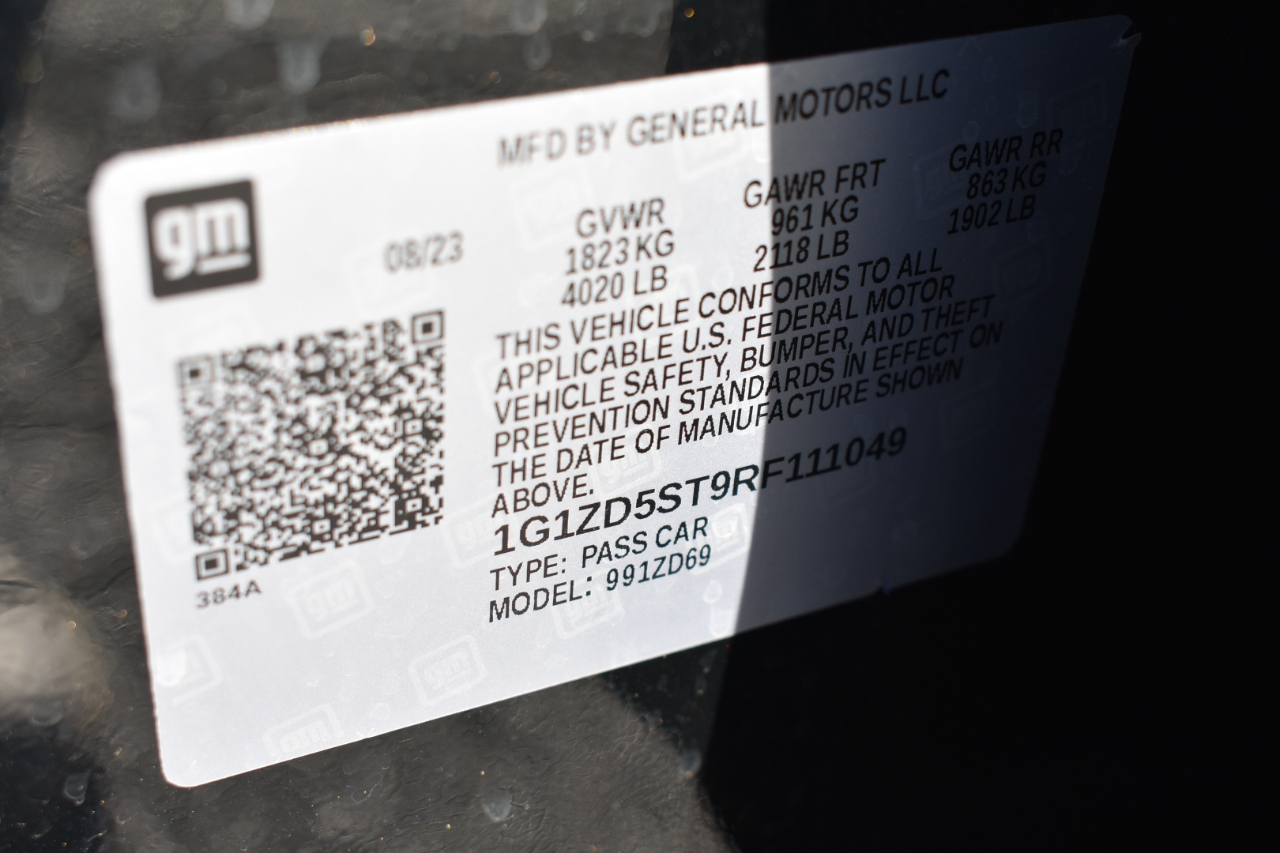 MFD BY GENERAL MOTORS LLC
gm
08/23
GVWR GAWR FRT GAWR RR
1823 KG 961 KG 863 KG
4020 LB 2118 LB 1902 LB
THIS VEHICLE CONFORMS TO ALL
APPLICABLE U.S. FEDERAL MOTOR
VEHICLE SAFETY, BUMPER, AND THEFT
PREVENTION STANDARDS IN EFFECT ON
THE DATE OF MANUFACTURE SHOWN
ABOVE.
1G1ZD5ST9RF111049
TYPE: PASS CAR
MODEL: 991ZD69
384A